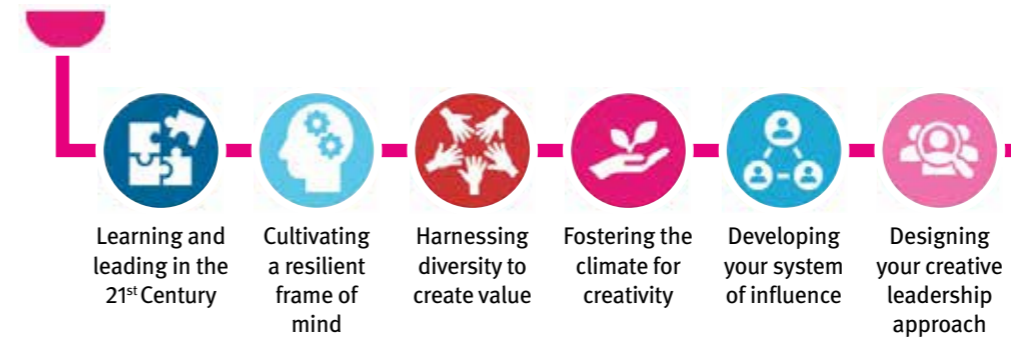 Learning and
leading in the
21st Century
Cultivating
a resilient
frame of
mind
Harnessing
diversity to
create value
Fostering the
climate for
creativity
Developing
your system
of influence
Designing
your creative
leadership
approach